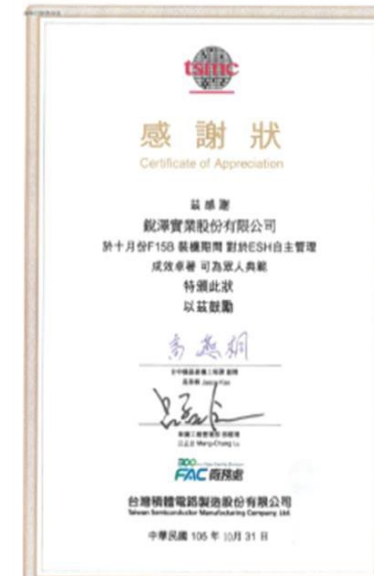 tsmc
感謝狀
Certificate of Appreciation
茲感謝
銳澤實業股份有限公司
於十月份F15B 裝機期間 對於ESH自主管理
成效卓著 可為眾人典範
特頒此狀
以茲鼓勵
FAC 廠務處
台灣積體電路製造股份有限公司
Taiwan Semiconductor Manufacturing Company, Ltd.
中華民國 105 年 10月 31 日